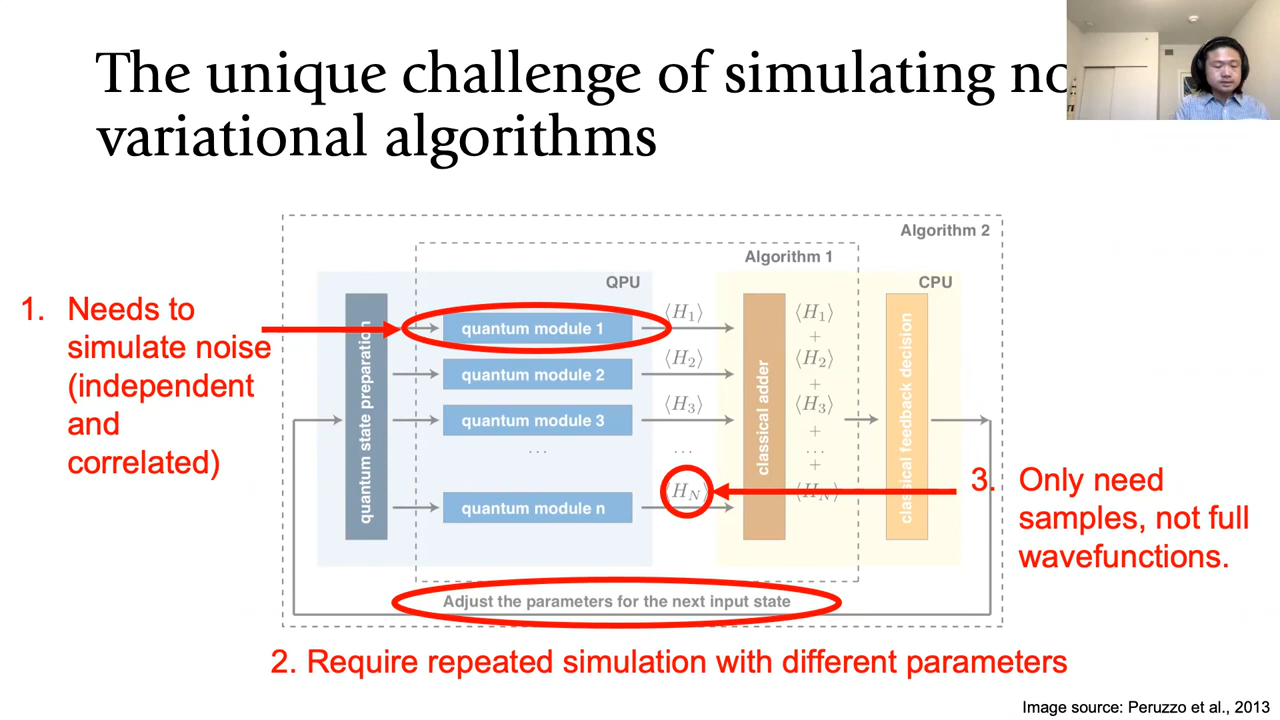 The unique challenge of simulating
variational algorithms
Algorithm 2
Algorithm 1
QPU
CPU
1. Needs to
simulate noise
(independent
and
correlated)
quantum state preparation
quantum module 1
quantum module 2
quantum module 3
...
quantum module n
⟨H₁⟩
⟨H₂⟩
⟨H₃⟩
...
⟨H_N⟩
classical adder
⟨H₁⟩
+
⟨H₂⟩
+
⟨H₃⟩
+
...
+
⟨H_N⟩
classical feedback decision
3. Only need
samples, not full
wavefunctions.
Adjust the parameters for the next input state
2. Require repeated simulation with different parameters
Image source: Peruzzo et al., 2013